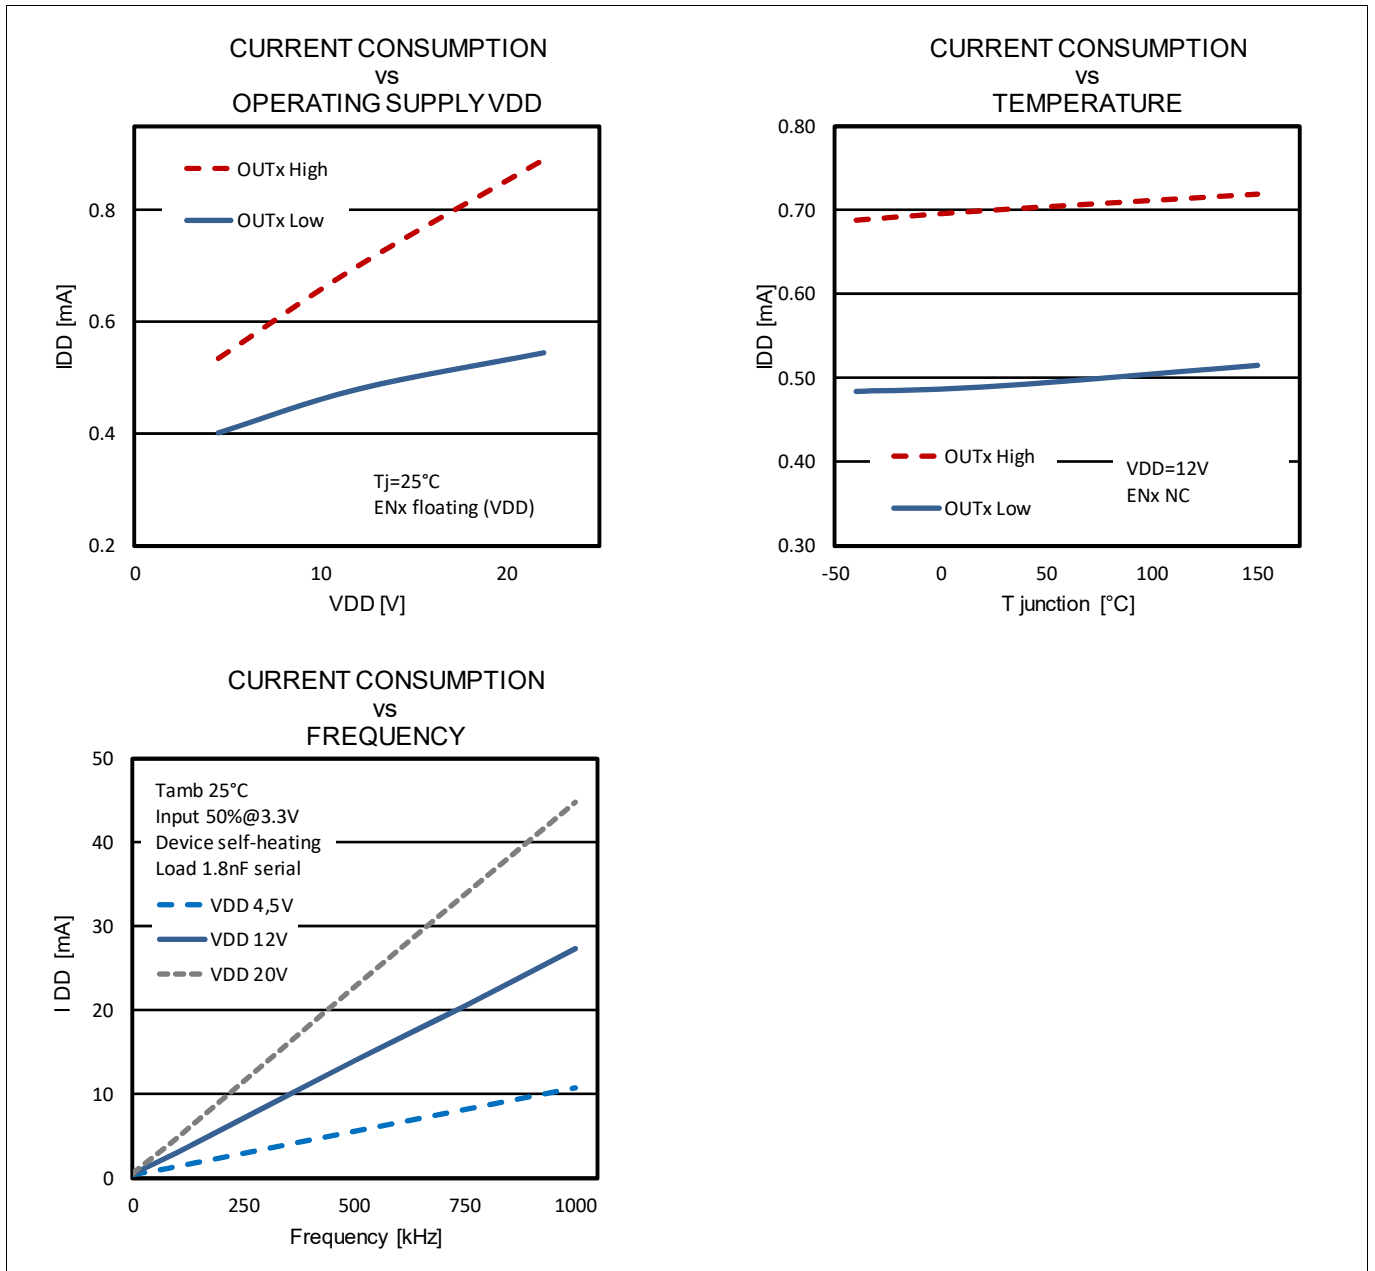 CURRENT CONSUMPTION
vs
OPERATING SUPPLY VDD
0.8
0.6
0.4
0.2
IDD [mA]
OUTx High
OUTx Low
Tj=25°C
ENx floating (VDD)
0 10 20
VDD [V]
CURRENT CONSUMPTION
vs
TEMPERATURE
0.80
0.70
0.60
0.50
0.40
0.30
IDD [mA]
OUTx High
OUTx Low
VDD=12V
ENx NC
-50 0 50 100 150
T junction [°C]
CURRENT CONSUMPTION
vs
FREQUENCY
50
40
30
20
10
0
I DD [mA]
Tamb 25°C
Input 50%@3.3V
Device self-heating
Load 1.8nF serial
VDD 4,5V
VDD 12V
VDD 20V
0 250 500 750 1000
Frequency [kHz]